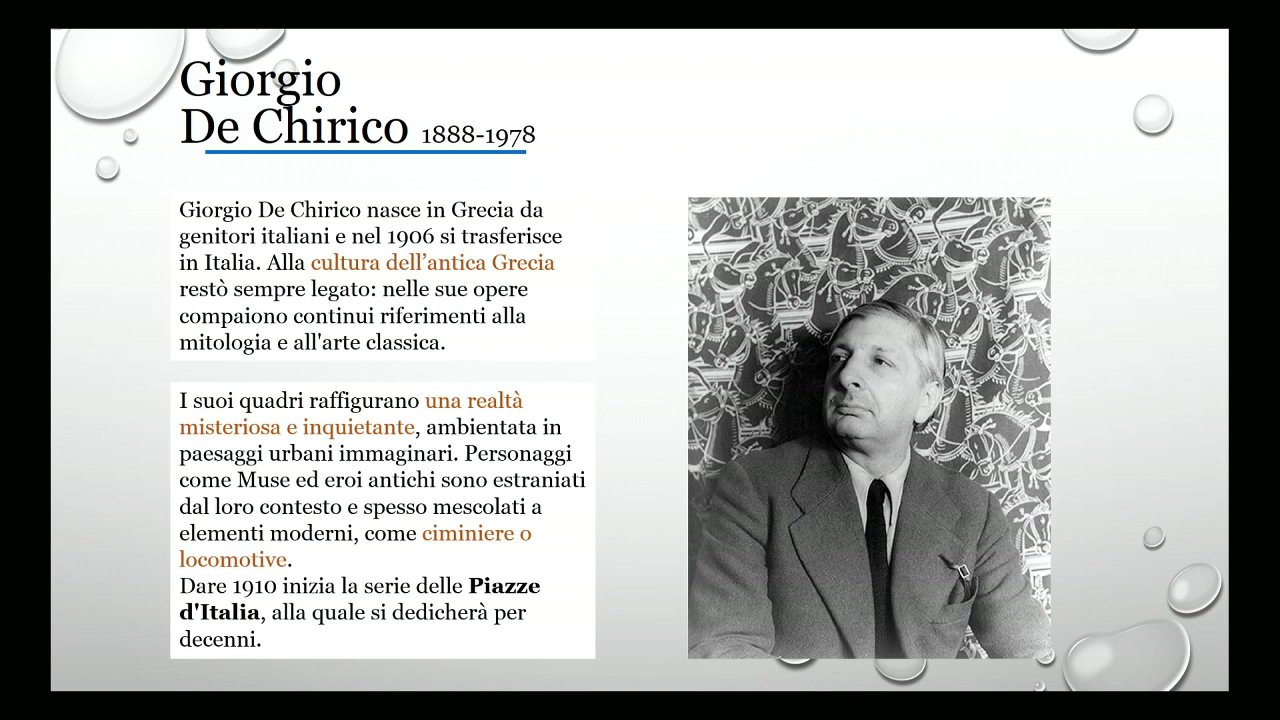 Giorgio
De Chirico 1888-1978
Giorgio De Chirico nasce in Grecia da
genitori italiani e nel 1906 si trasferisce
in Italia. Alla cultura dell’antica Grecia
restò sempre legato: nelle sue opere
compaiono continui riferimenti alla
mitologia e all'arte classica.
I suoi quadri raffigurano una realtà
misteriosa e inquietante, ambientata in
paesaggi urbani immaginari. Personaggi
come Muse ed eroi antichi sono estraniati
dal loro contesto e spesso mescolati a
elementi moderni, come ciminiere o
locomotive.
Dare 1910 inizia la serie delle Piazze
d'Italia, alla quale si dedicherà per
decenni.